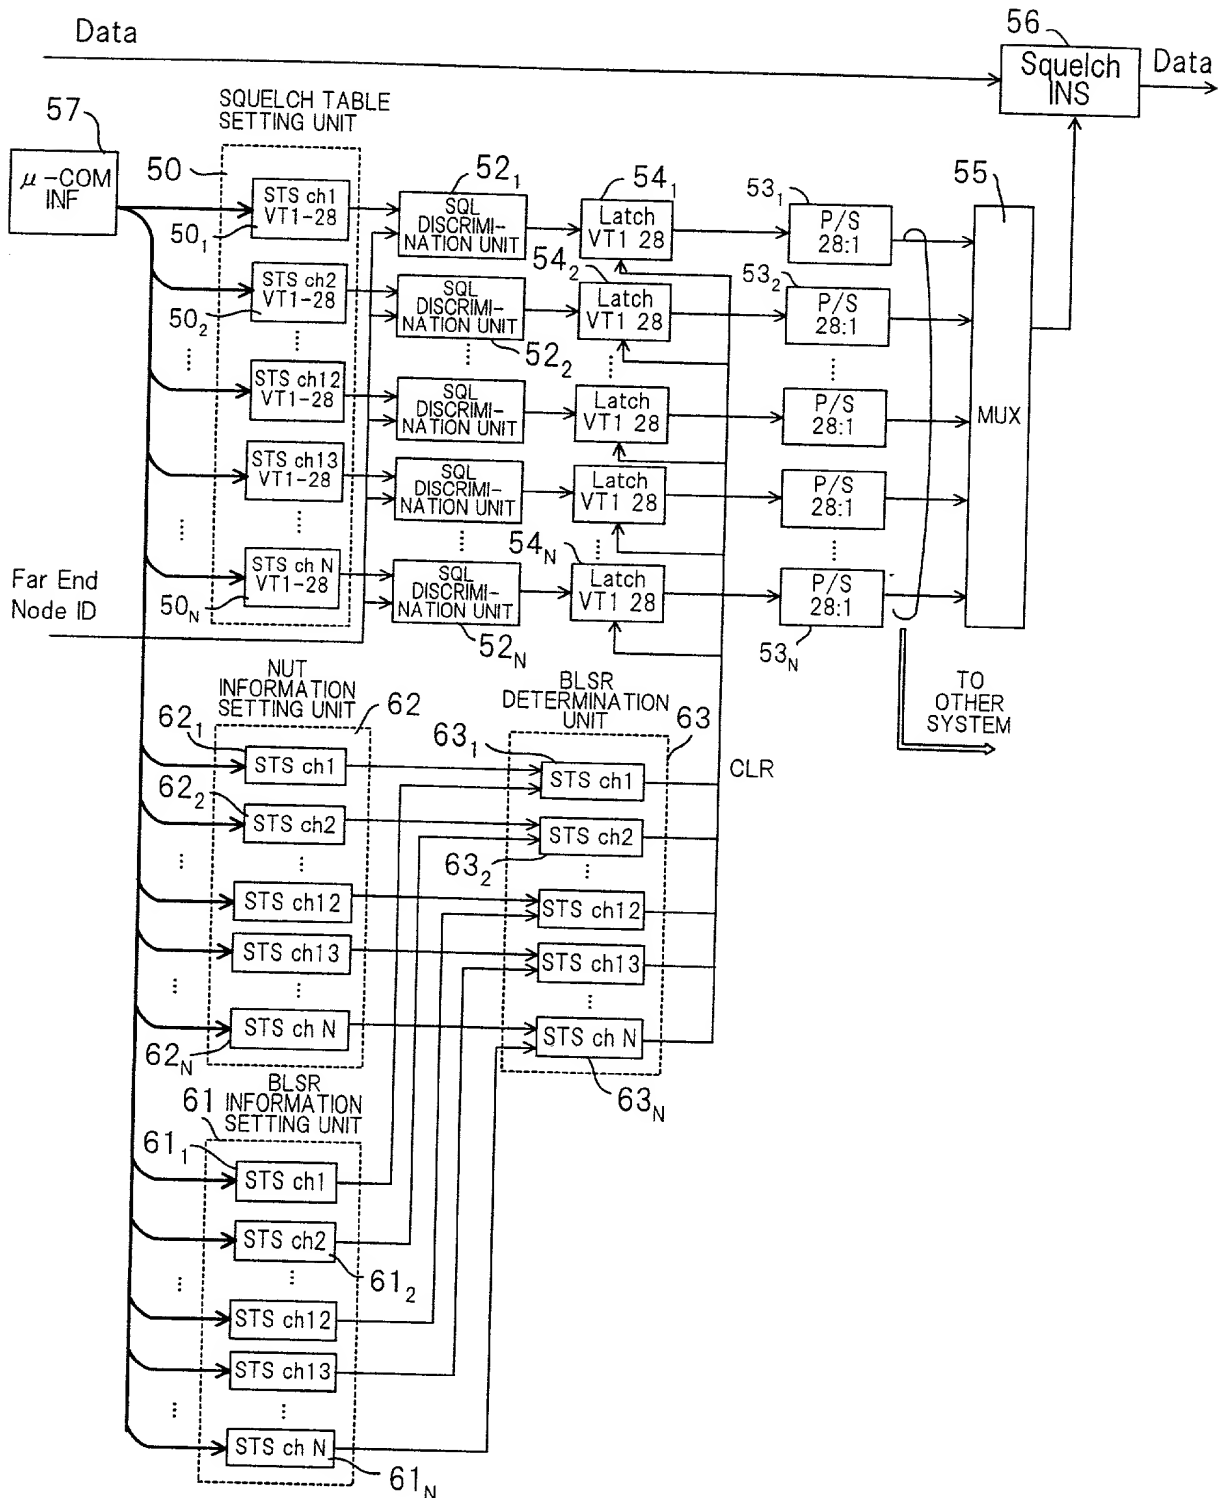 Data
56
Squelch
INS
Data
57
μ-COM
INF
SQUELCH TABLE
SETTING UNIT
50
STS ch1
VT1-28
50₁
STS ch2
VT1-28
50₂
STS ch12
VT1-28
STS ch13
VT1-28
STS ch N
VT1-28
50N
52₁
SQL
DISCRIMI-
NATION UNIT
SQL
DISCRIMI-
NATION UNIT
52₂
SQL
DISCRIMI-
NATION UNIT
SQL
DISCRIMI-
NATION UNIT
SQL
DISCRIMI-
NATION UNIT
52N
54₁
Latch
VT1 28
54₂
Latch
VT1 28
Latch
VT1 28
Latch
VT1 28
54N
Latch
VT1 28
53₁
P/S
28:1
53₂
P/S
28:1
P/S
28:1
P/S
28:1
P/S
28:1
53N
55
MUX
Far End
Node ID
TO
OTHER
SYSTEM
NUT
INFORMATION
SETTING UNIT
62
62₁
STS ch1
62₂
STS ch2
STS ch12
STS ch13
STS ch N
62N
BLSR
DETERMINATION
UNIT
63
63₁
STS ch1
STS ch2
63₂
STS ch12
STS ch13
STS ch N
63N
CLR
BLSR
61 INFORMATION
SETTING UNIT
61₁
STS ch1
STS ch2
61₂
STS ch12
STS ch13
STS ch N
61N